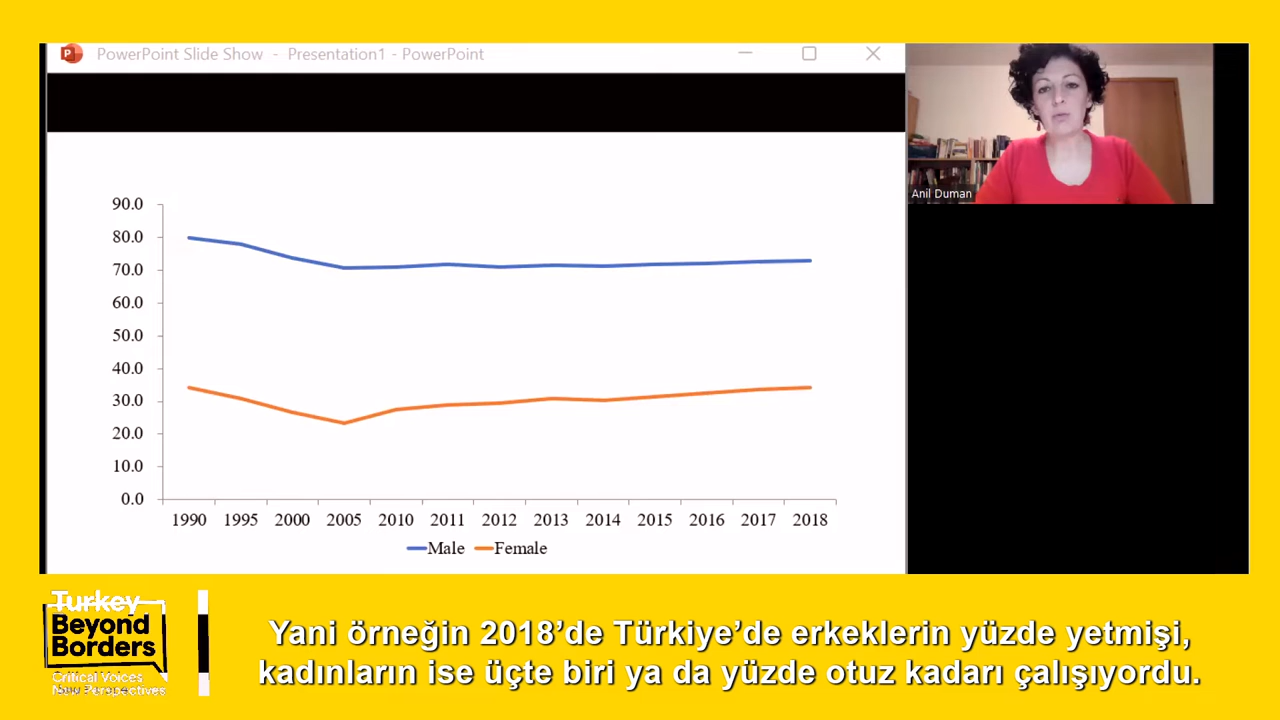 PowerPoint Slide Show - Presentation1 - PowerPoint
Anil Duman
90.0
80.0
70.0
60.0
50.0
40.0
30.0
20.0
10.0
0.0
1990 1995 2000 2005 2010 2011 2012 2013 2014 2015 2016 2017 2018
Male Female
Turkey
Beyond
Borders
Critical Voices
New Perspectives
Yani örneğin 2018’de Türkiye’de erkeklerin yüzde yetmişi,
kadınların ise üçte biri ya da yüzde otuz kadarı çalışıyordu.